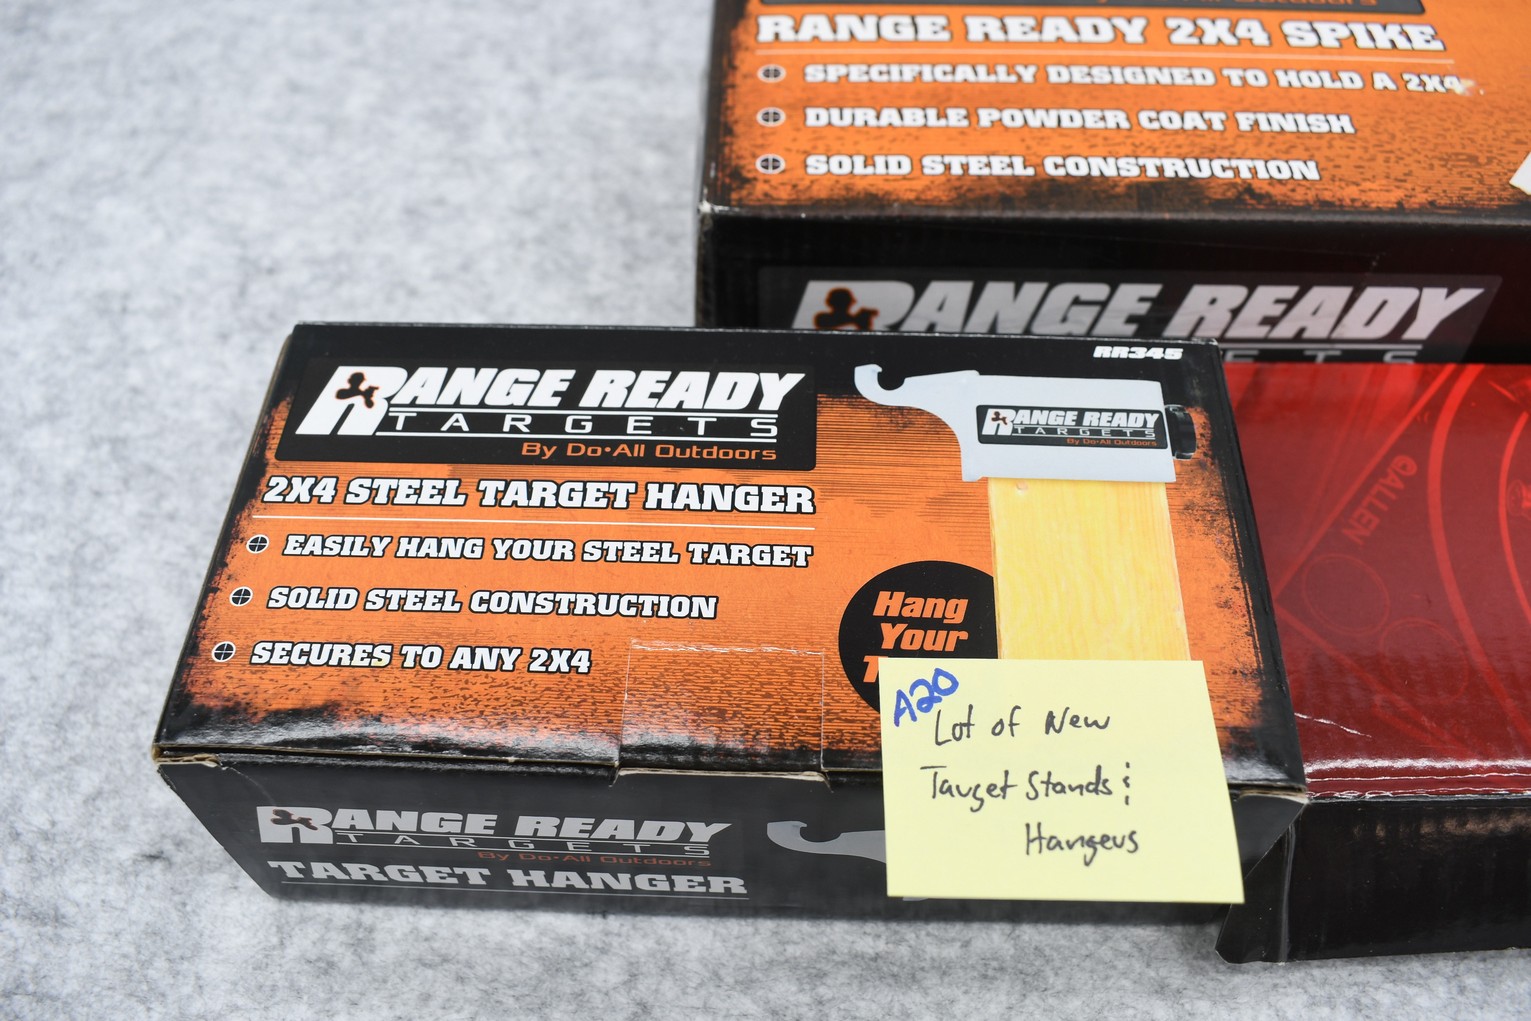 RANGE READY 2X4 SPIKE
SPECIFICALLY DESIGNED TO HOLD A 2X4
DURABLE POWDER COAT FINISH
SOLID STEEL CONSTRUCTION
RANGE READY
RR345
RANGE READY
TARGETS
By Do•All Outdoors
2X4 STEEL TARGET HANGER
EASILY HANG YOUR STEEL TARGET
SOLID STEEL CONSTRUCTION
SECURES TO ANY 2X4
RANGE READY
TARGETS
By Do•All Outdoors
Hang
Your
©ALLEN
A20
Lot of New
Target Stands &
Hangers
RANGE READY
TARGETS
By Do•All Outdoors
TARGET HANGER